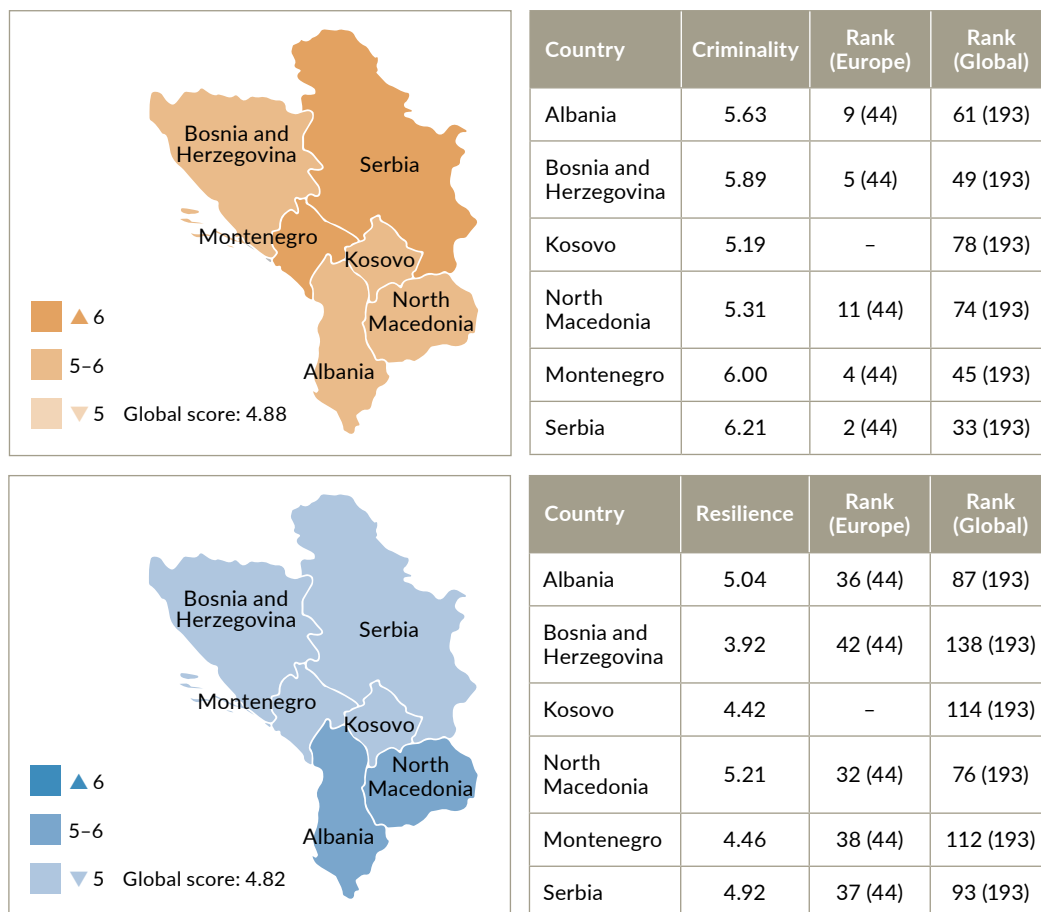 Bosnia and
Herzegovina
Serbia
Montenegro
Kosovo
North
Macedonia
Albania
▲ 6
5–6
▼ 5 Global score: 4.88
Country Criminality Rank (Europe) Rank (Global)
Albania 5.63 9 (44) 61 (193)
Bosnia and
Herzegovina 5.89 5 (44) 49 (193)
Kosovo 5.19 – 78 (193)
North
Macedonia 5.31 11 (44) 74 (193)
Montenegro 6.00 4 (44) 45 (193)
Serbia 6.21 2 (44) 33 (193)
Bosnia and
Herzegovina
Serbia
Montenegro
Kosovo
North
Macedonia
Albania
▲ 6
5–6
▼ 5 Global score: 4.82
Country Resilience Rank (Europe) Rank (Global)
Albania 5.04 36 (44) 87 (193)
Bosnia and
Herzegovina 3.92 42 (44) 138 (193)
Kosovo 4.42 – 114 (193)
North
Macedonia 5.21 32 (44) 76 (193)
Montenegro 4.46 38 (44) 112 (193)
Serbia 4.92 37 (44) 93 (193)